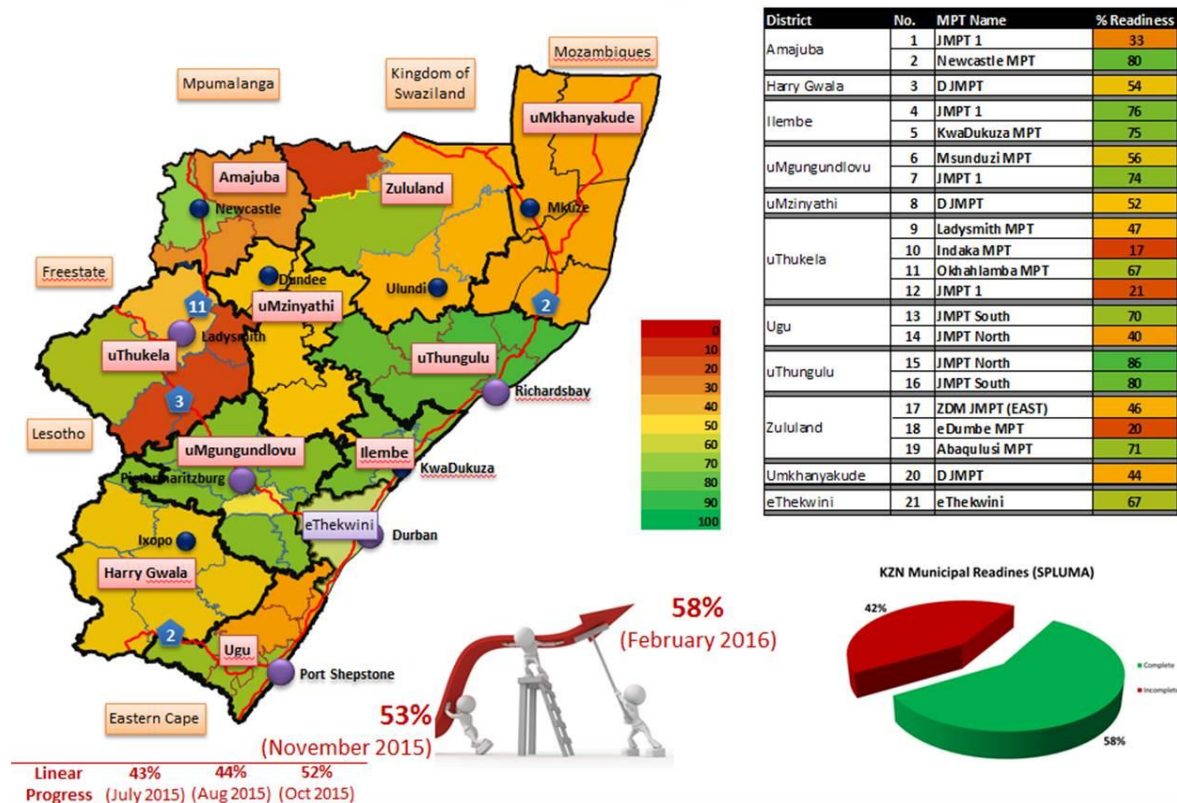 Mozambiques
Kingdom of
Swaziland
Mpumalanga
uMkhanyakude
Amajuba
Zululand
Newcastle
Mkuze
Freestate
Dundee
Ulundi
11
uMzinyathi
2
Ladysmith
uThukela
uThungulu
3
Richardsbay
Lesotho
uMgungundlovu
Ilembe
Pietermaritzburg
KwaDukuza
eThekwini
Durban
Ixopo
Harry Gwala
2
Ugu
Port Shepstone
Eastern Cape
0
10
20
30
40
50
60
70
80
90
100
District No. MPT Name % Readiness
Amajuba
1 JMPT 1 33
2 Newcastle MPT 80
Harry Gwala 3 DJMPT 54
Ilembe
4 JMPT 1 76
5 KwaDukuza MPT 75
uMgungundlovu
6 Msunduzi MPT 56
7 JMPT 1 74
uMzinyathi 8 DJMPT 52
uThukela
9 Ladysmith MPT 47
10 Indaka MPT 17
11 Okhahlamba MPT 67
12 JMPT 1 21
Ugu
13 JMPT South 70
14 JMPT North 40
uThungulu
15 JMPT North 86
16 JMPT South 80
Zululand
17 ZDM JMPT (EAST) 46
18 eDumbe MPT 20
19 Abaqulusi MPT 71
Umkhanyakude 20 DJMPT 44
eThekwini 21 eThekwini 67
58%
(February 2016)
53%
(November 2015)
Linear 43% 44% 52%
Progress (July 2015) (Aug 2015) (Oct 2015)
KZN Municipal Readines (SPLUMA)
42%
58%
Complete
Incomplete